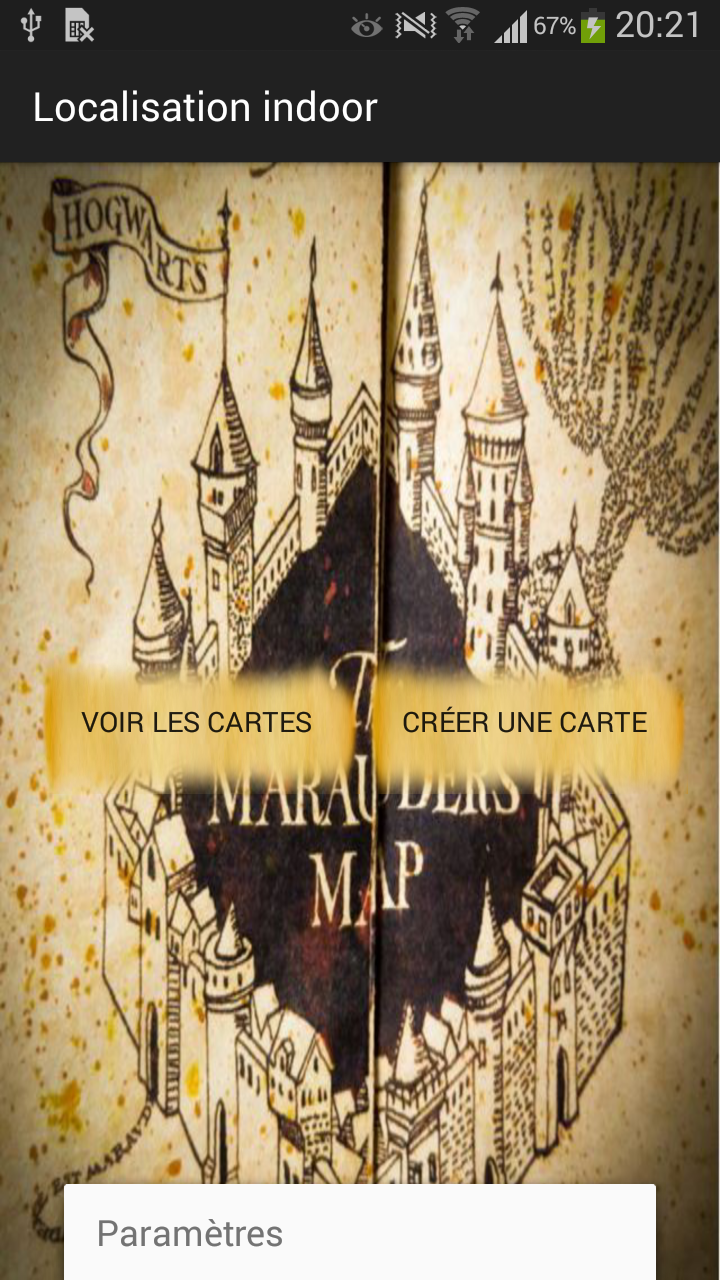 67% 20:21
Localisation indoor
HOGWARTS
VOIR LES CARTES
CRÉER UNE CARTE
MARAUDERS
MAP
Paramètres